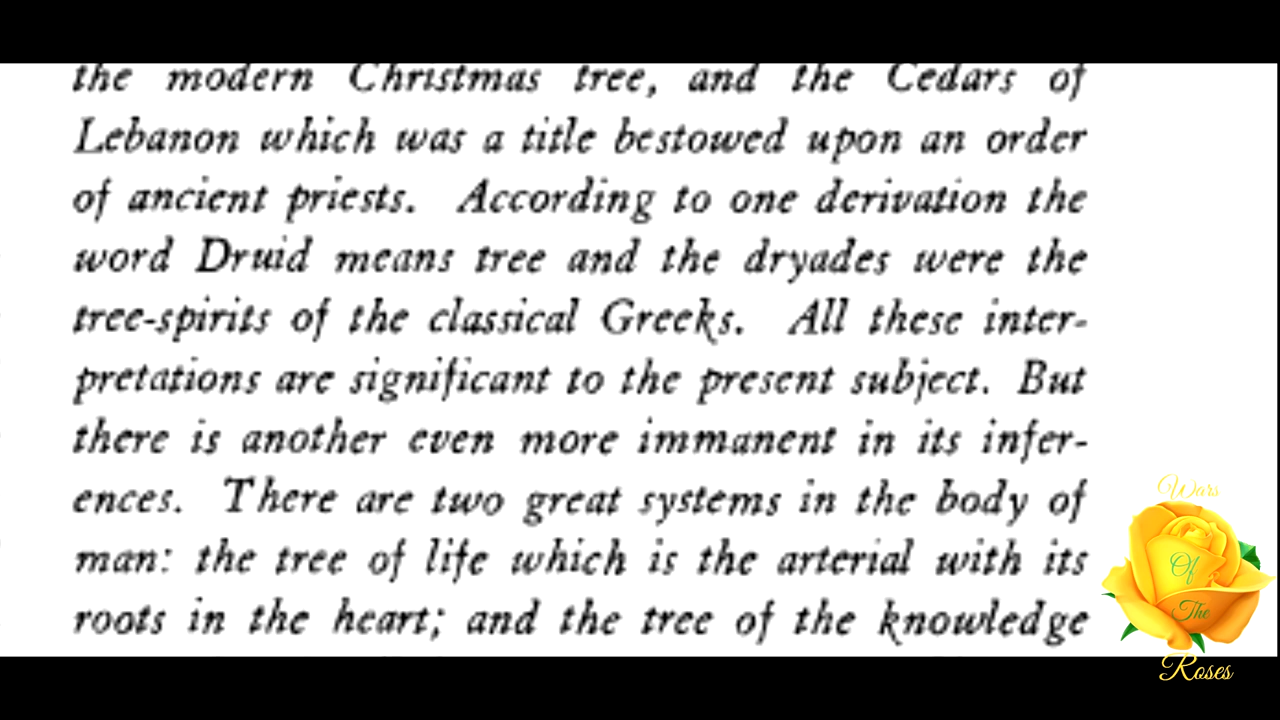 the modern Christmas tree, and the Cedars of
Lebanon which was a title bestowed upon an order
of ancient priests. According to one derivation the
word Druid means tree and the dryades were the
tree-spirits of the classical Greeks. All these inter-
pretations are significant to the present subject. But
there is another even more immanent in its infer-
ences. There are two great systems in the body of
man: the tree of life which is the arterial with its
roots in the heart; and the tree of the knowledge
Wars
Of
The
Roses